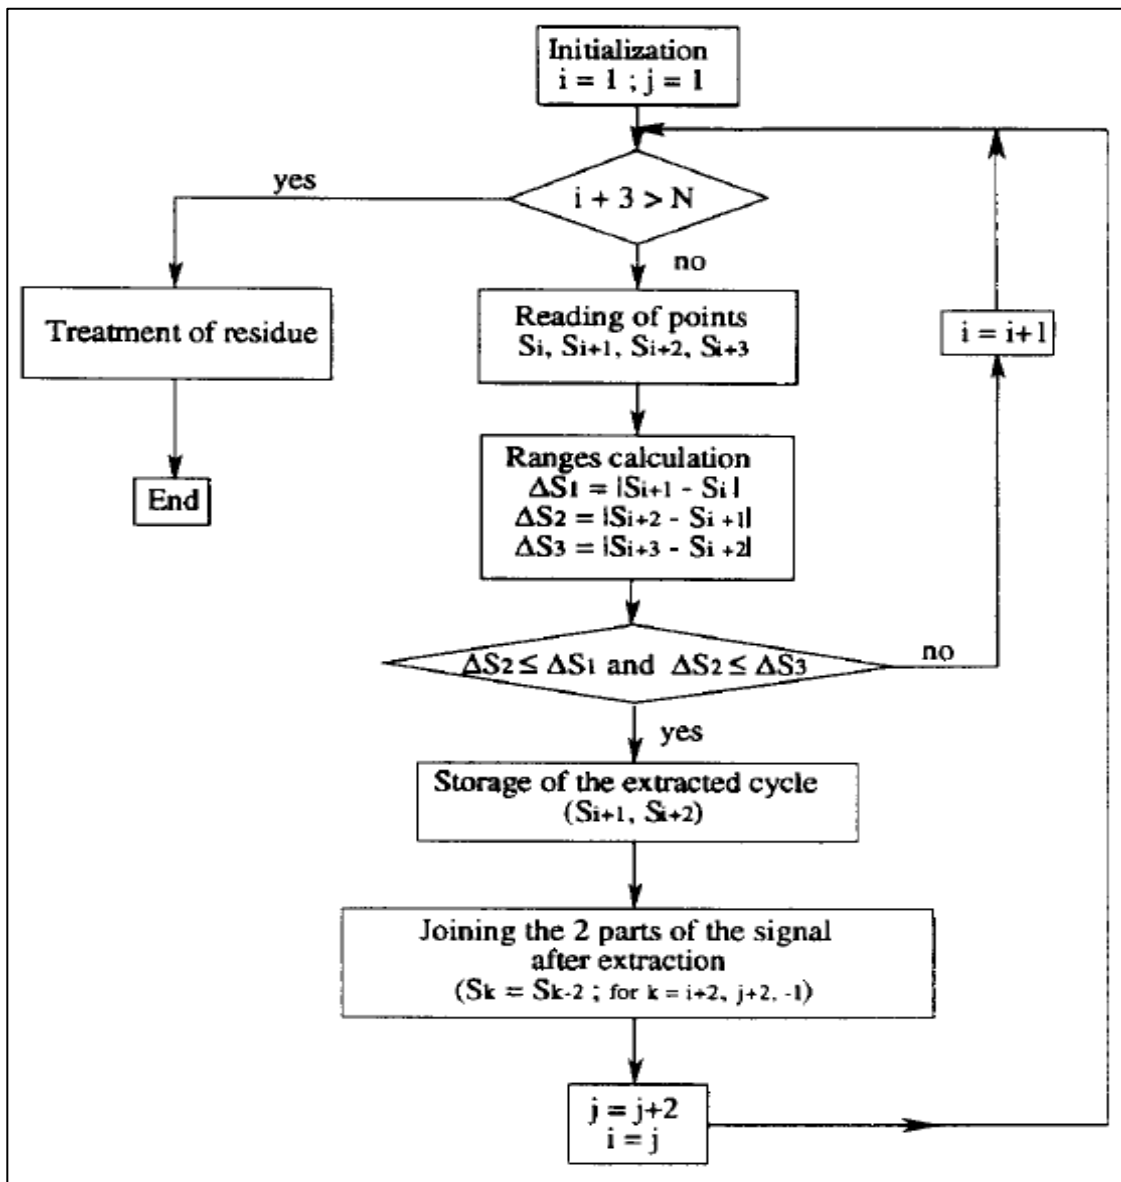 Initialization
i = 1 ; j = 1
yes
i + 3 > N
no
Treatment of residue
Reading of points
Si, Si+1, Si+2, Si+3
i = i+1
End
Ranges calculation
ΔS1 = |Si+1 - Si|
ΔS2 = |Si+2 - Si +1|
ΔS3 = |Si+3 - Si +2|
ΔS2 ≤ ΔS1 and ΔS2 ≤ ΔS3
no
yes
Storage of the extracted cycle
(Si+1, Si+2)
Joining the 2 parts of the signal
after extraction
(Sk = Sk-2 ; for k = i+2, j+2, -1)
j = j+2
i = j